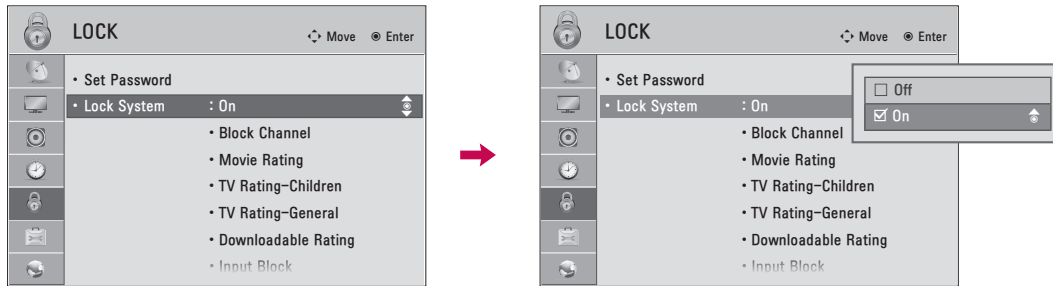 LOCK
Move Enter
• Set Password
• Lock System : On
• Block Channel
• Movie Rating
• TV Rating-Children
• TV Rating-General
• Downloadable Rating
• Input Block
LOCK
Move Enter
• Set Password
• Lock System : On
• Block Channel
• Movie Rating
• TV Rating-Children
• TV Rating-General
• Downloadable Rating
• Input Block
☐ Off
☑ On